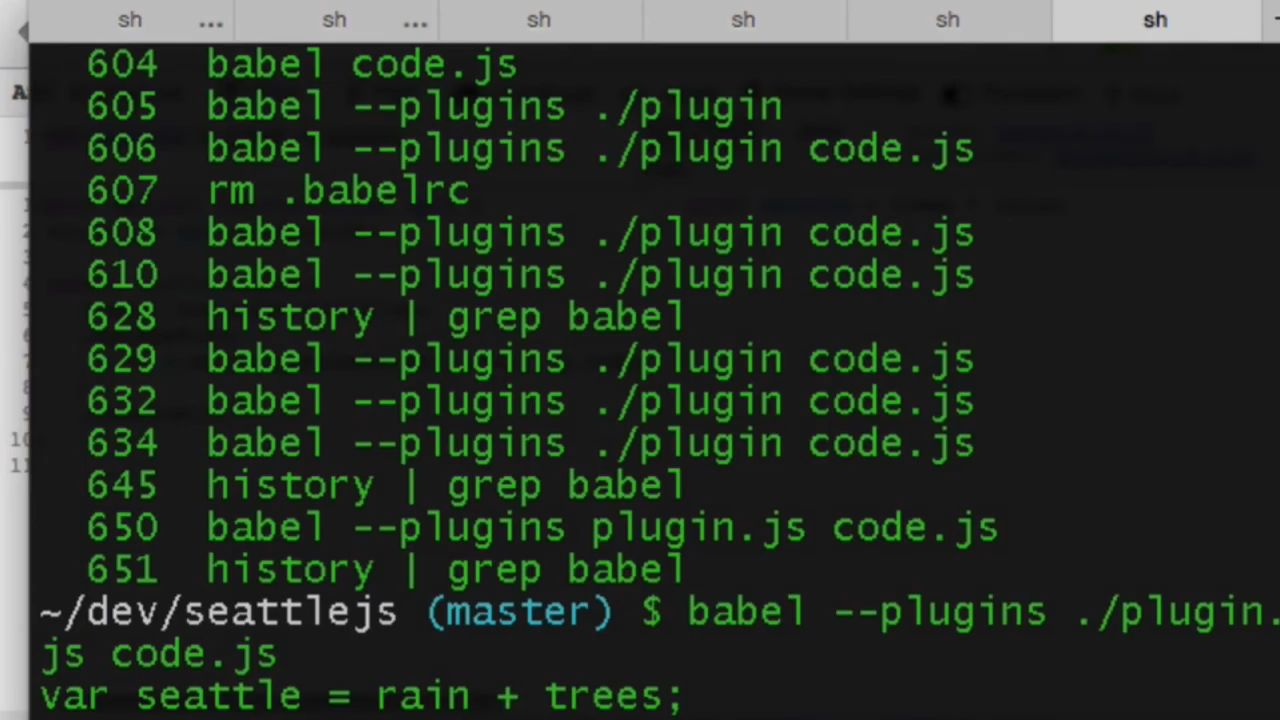 sh ... sh ... sh sh sh sh
604 babel code.js
605 babel --plugins ./plugin
606 babel --plugins ./plugin code.js
607 rm .babelrc
608 babel --plugins ./plugin code.js
610 babel --plugins ./plugin code.js
628 history | grep babel
629 babel --plugins ./plugin code.js
632 babel --plugins ./plugin code.js
634 babel --plugins ./plugin code.js
645 history | grep babel
650 babel --plugins plugin.js code.js
651 history | grep babel
~/dev/seattlejs (master) $ babel --plugins ./plugin.
js code.js
var seattle = rain + trees;